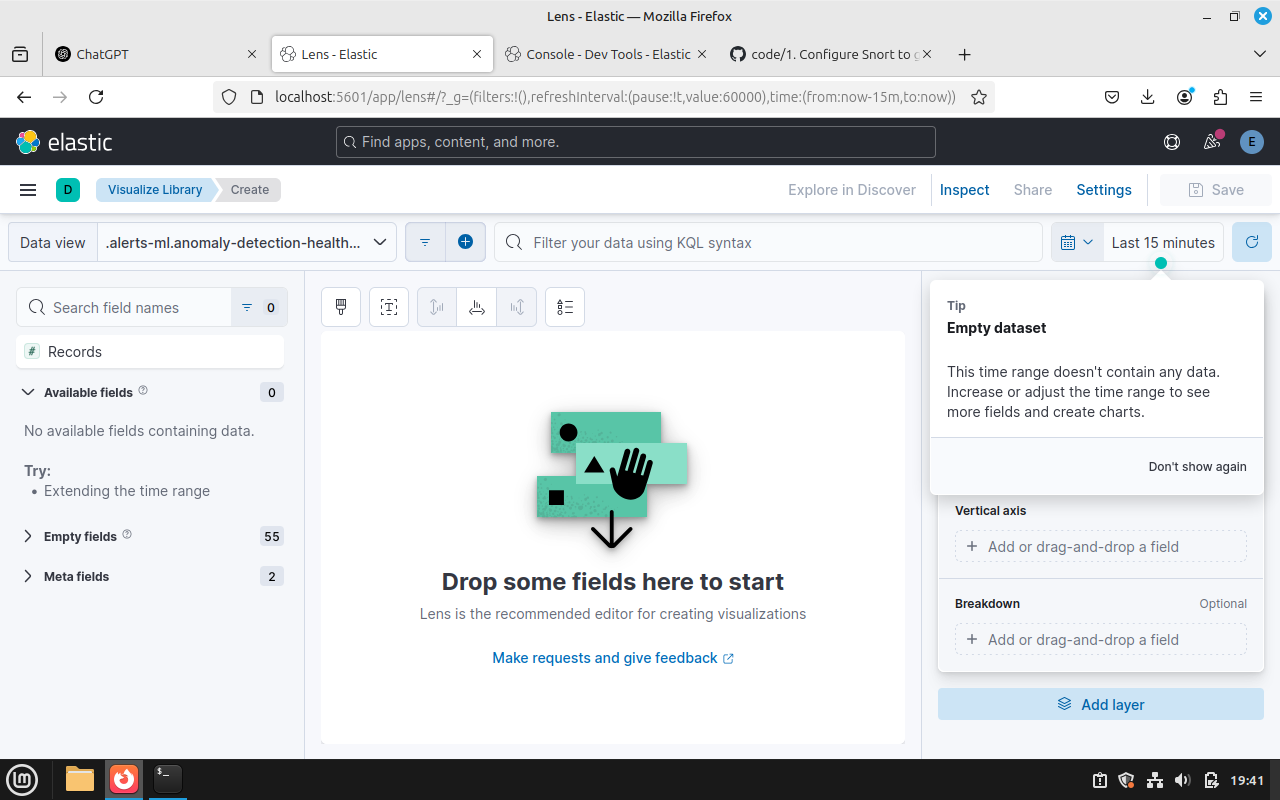 Lens - Elastic — Mozilla Firefox
ChatGPT
Lens - Elastic
Console - Dev Tools - Elastic
code/1. Configure Snort to g
localhost:5601/app/lens#/?_g=(filters:!(),refreshInterval:(pause:!t,value:60000),time:(from:now-15m,to:now))
elastic
Find apps, content, and more.
E
D
Visualize Library
Create
Explore in Discover
Inspect
Share
Settings
Save
Data view
.alerts-ml.anomaly-detection-health...
Filter your data using KQL syntax
Last 15 minutes
Search field names
0
# Records
Available fields
0
No available fields containing data.
Try:
• Extending the time range
Empty fields
55
Meta fields
2
Drop some fields here to start
Lens is the recommended editor for creating visualizations
Make requests and give feedback
Tip
Empty dataset
This time range doesn't contain any data.
Increase or adjust the time range to see
more fields and create charts.
Don't show again
Vertical axis
Add or drag-and-drop a field
Breakdown
Optional
Add or drag-and-drop a field
Add layer
19:41